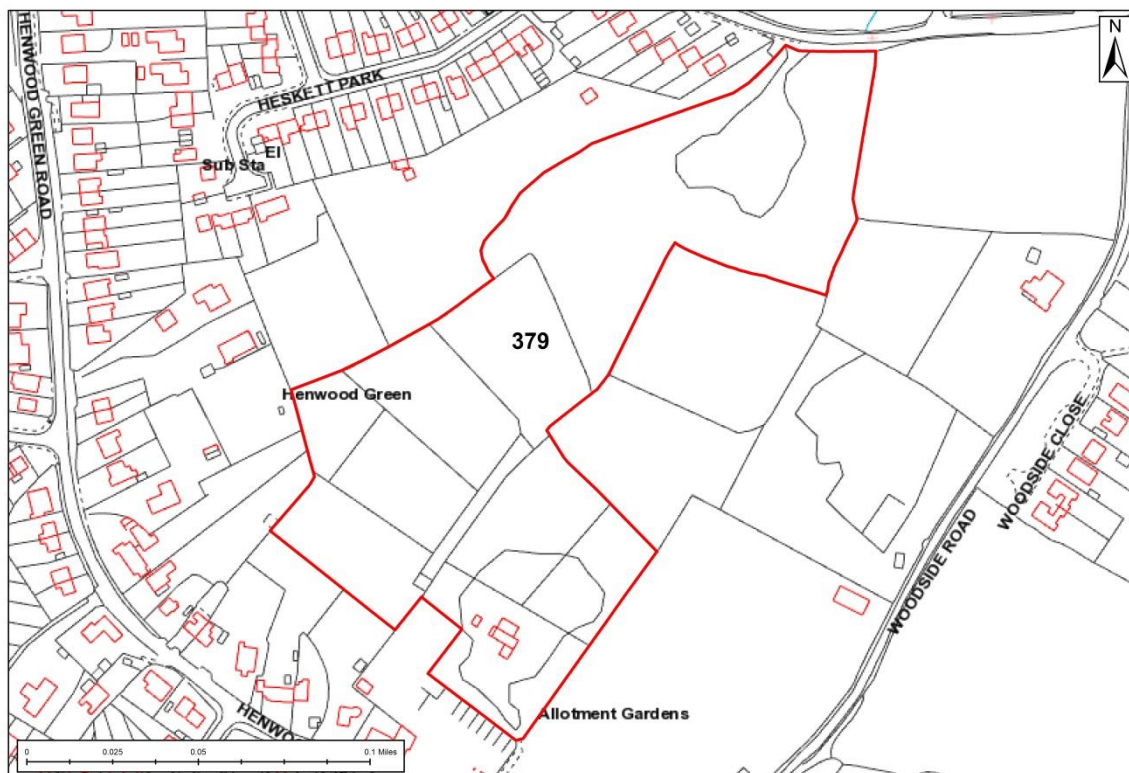 HENWOOD GREEN ROAD
HESKETT PARK
El
Sub Sta
N
379
Henwood Green
WOODSIDE CLOSE
WOODSIDE ROAD
Allotment Gardens
HENWO
0 0.025 0.05 0.1 Miles